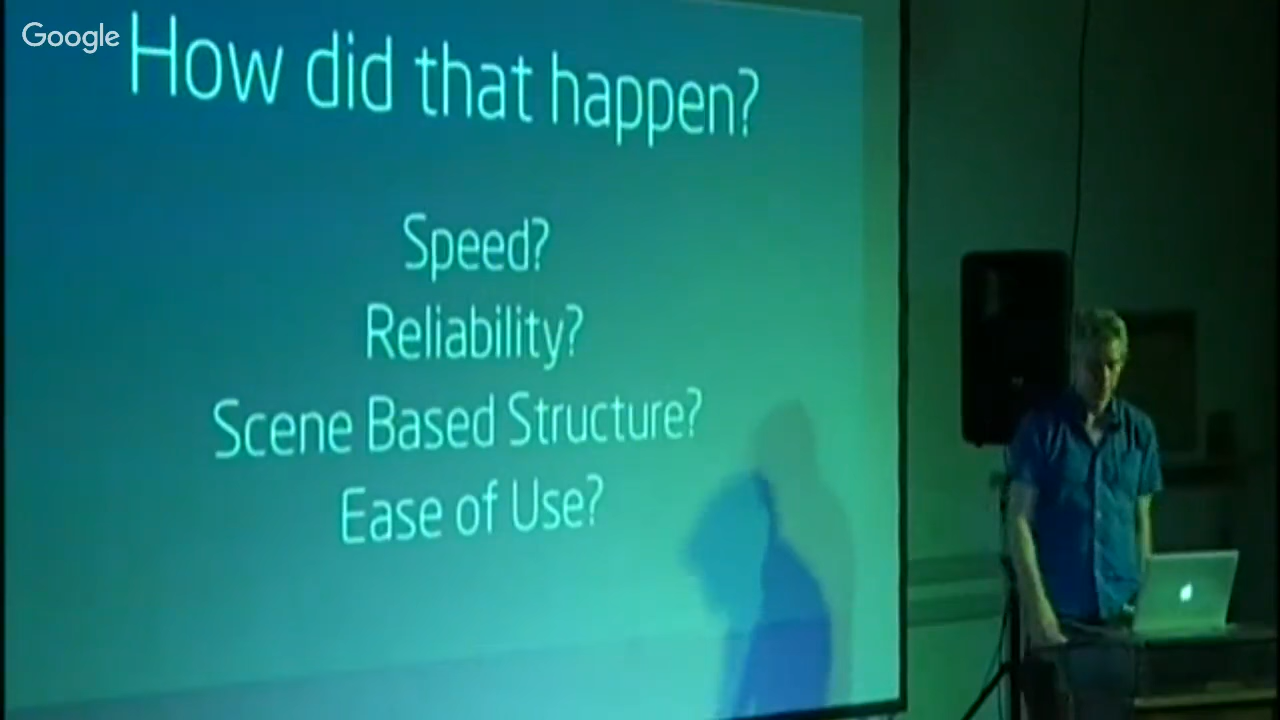 Google
How did that happen?
Speed?
Reliability?
Scene Based Structure?
Ease of Use?